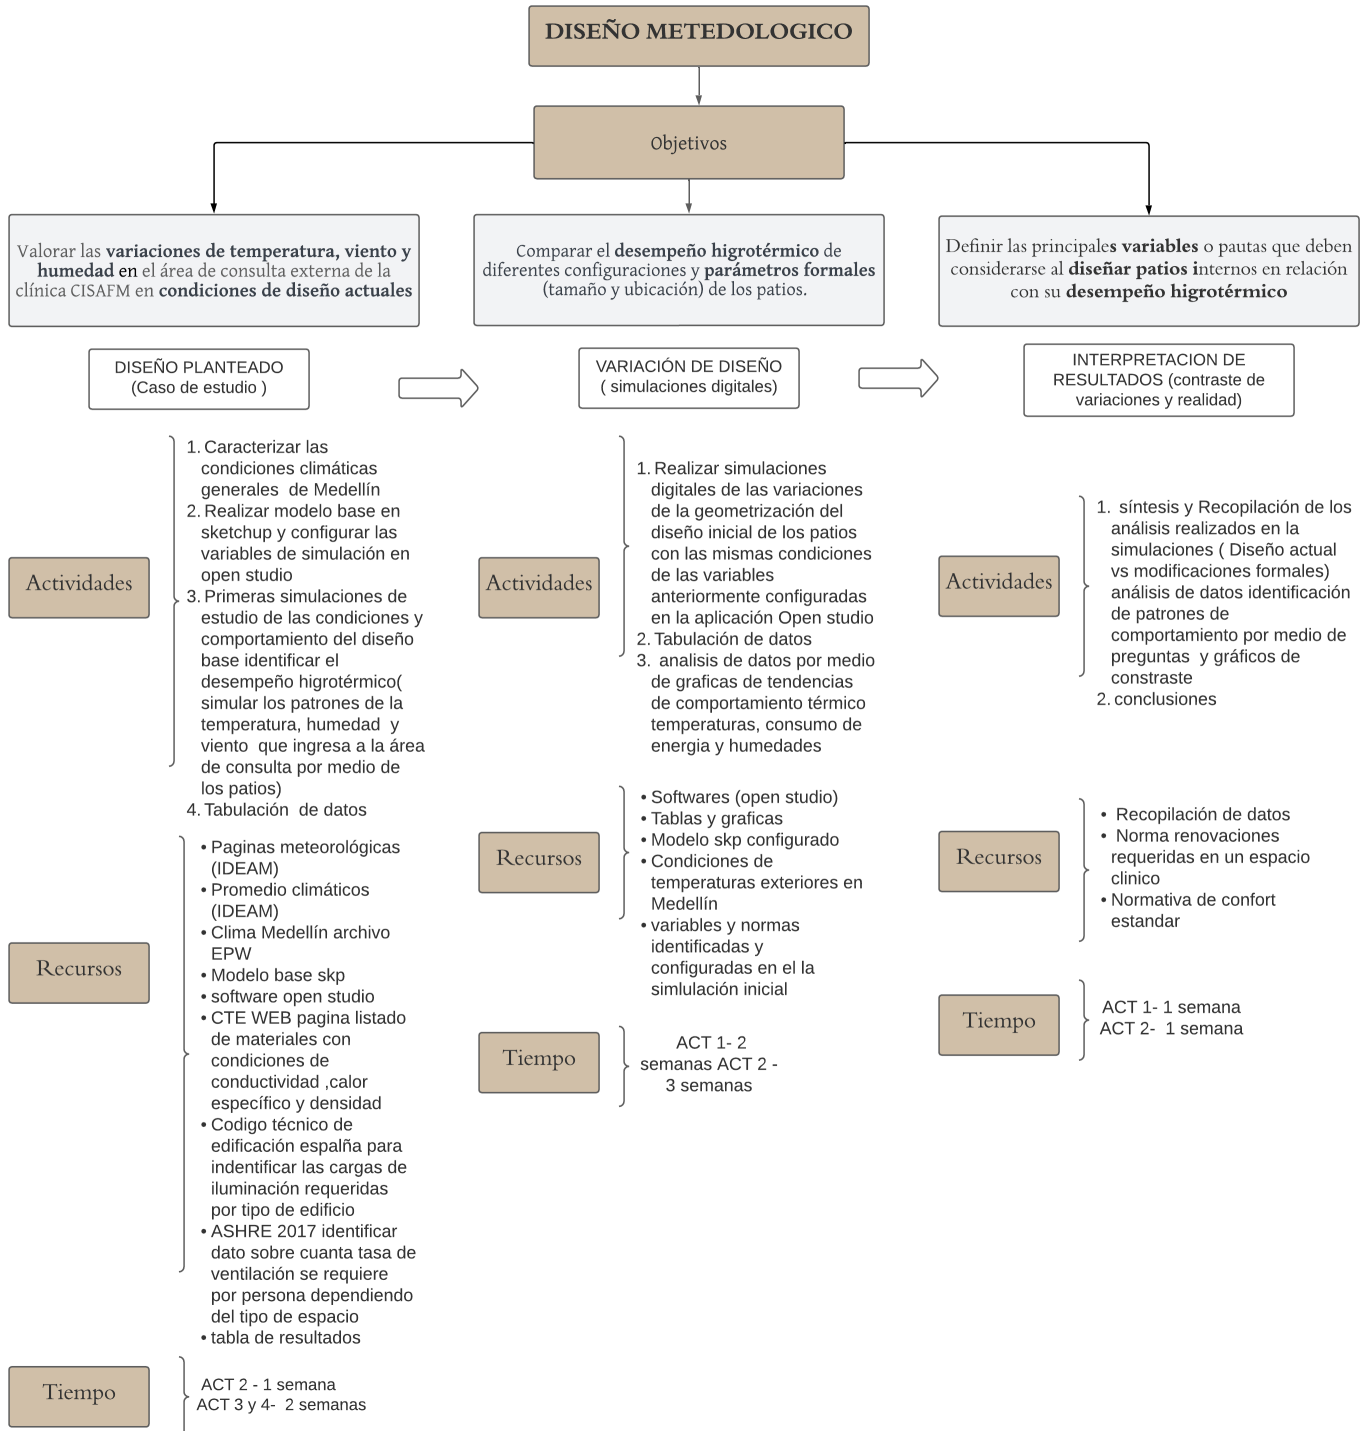 DISEÑO METEDOLOGICO
Objetivos
Valorar las variaciones de temperatura, viento y
humedad en el área de consulta externa de la
clínica CISAFM en condiciones de diseño actuales
Comparar el desempeño higrotérmico de
diferentes configuraciones y parámetros formales
(tamaño y ubicación) de los patios.
Definir las principales variables o pautas que deben
considerarse al diseñar patios internos en relación
con su desempeño higrotérmico
DISEÑO PLANTEADO
(Caso de estudio )
VARIACIÓN DE DISEÑO
( simulaciones digitales)
INTERPRETACION DE
RESULTADOS (contraste de
variaciones y realidad)
Actividades
1. Caracterizar las
condiciones climáticas
generales  de Medellín
2. Realizar modelo base en
sketchup y configurar las
variables de simulación en
open studio
3. Primeras simulaciones de
estudio de las condiciones y
comportamiento del diseño
base identificar el
desempeño higrotérmico(
simular los patrones de la
temperatura, humedad  y
viento  que ingresa a la área
de consulta por medio de
los patios)
4. Tabulación  de datos
Actividades
1. Realizar simulaciones
digitales de las variaciones
de la geometrización del
diseño inicial de los patios
con las mismas condiciones
de las variables
anteriormente configuradas
en la aplicación Open studio
2. Tabulación de datos
3.  analisis de datos por medio
de graficas de tendencias
de comportamiento térmico
temperaturas, consumo de
energia y humedades
Actividades
1.  síntesis y Recopilación de los
análisis realizados en la
simulaciones ( Diseño actual
vs modificaciones formales)
análisis de datos identificación
de patrones de
comportamiento por medio de
preguntas  y gráficos de
constraste
2. conclusiones
Recursos
• Paginas meteorológicas
(IDEAM)
• Promedio climáticos
(IDEAM)
• Clima Medellín archivo
EPW
• Modelo base skp
• software open studio
• CTE WEB pagina listado
de materiales con
condiciones de
conductividad ,calor
específico y densidad
• Codigo técnico de
edificación espalña para
indentificar las cargas de
iluminación requeridas
por tipo de edificio
• ASHRE 2017 identificar
dato sobre cuanta tasa de
ventilación se requiere
por persona dependiendo
del tipo de espacio
• tabla de resultados
Recursos
• Softwares (open studio)
• Tablas y graficas
• Modelo skp configurado
• Condiciones de
temperaturas exteriores en
Medellín
• variables y normas
identificadas y
configuradas en el la
simlulación inicial
Recursos
•  Recopilación de datos
•  Norma renovaciones
requeridas en un espacio
clinico
• Normativa de confort
estandar
Tiempo
ACT 2 - 1 semana
ACT 3 y 4-  2 semanas
Tiempo
ACT 1- 2
semanas ACT 2 -
3 semanas
Tiempo
ACT 1- 1 semana
ACT 2-  1 semana